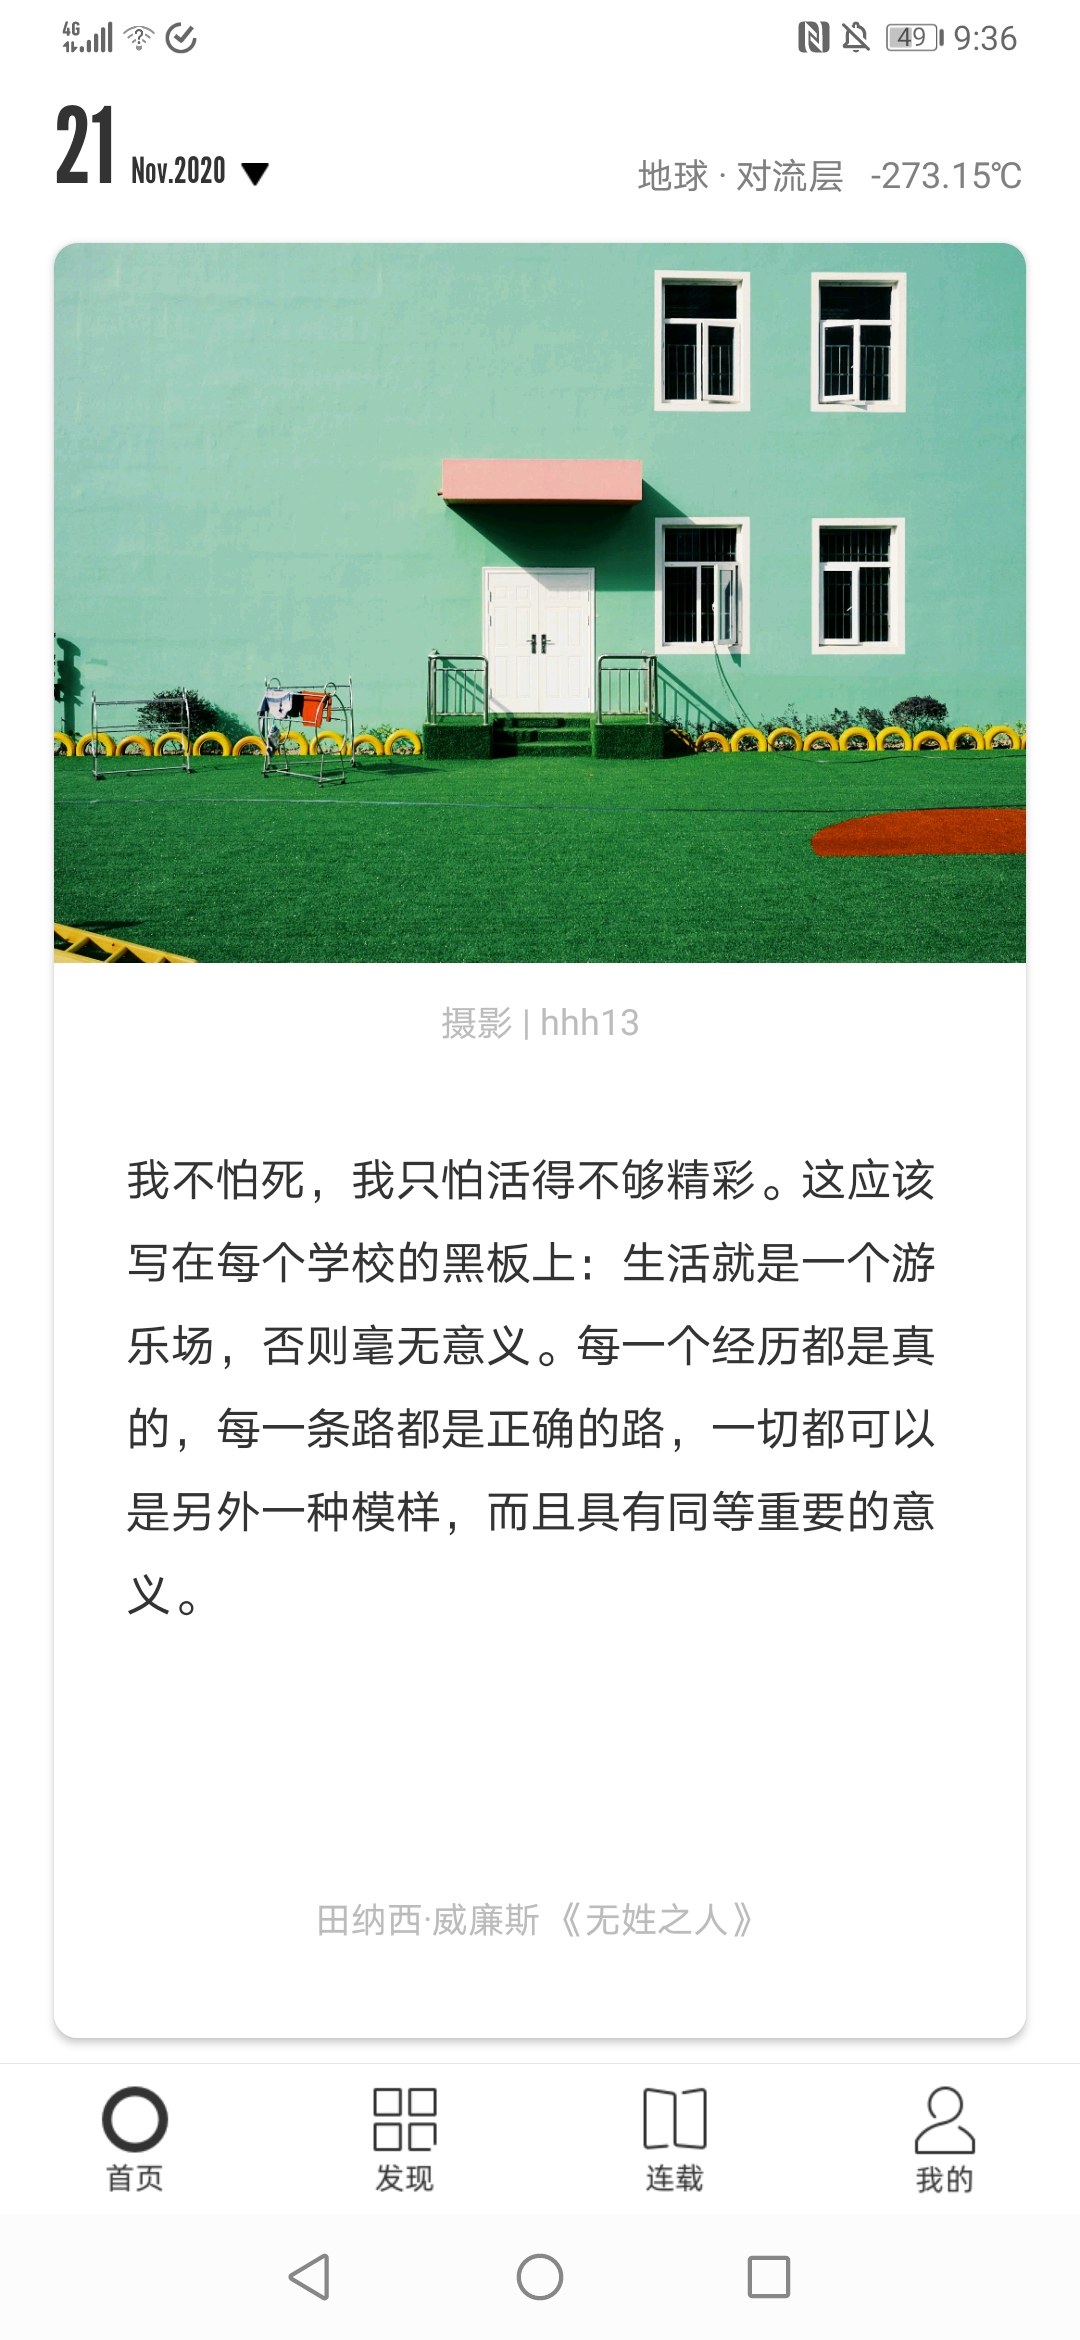 4G
49
9:36
21
Nov.2020
地球 · 对流层 -273.15℃
摄影 | hhh13
我不怕死，我只怕活得不够精彩。这应该
写在每个学校的黑板上：生活就是一个游
乐场，否则毫无意义。每一个经历都是真
的，每一条路都是正确的路，一切都可以
是另外一种模样，而且具有同等重要的意
义。
田纳西·威廉斯《无姓之人》
首页
发现
连载
我的